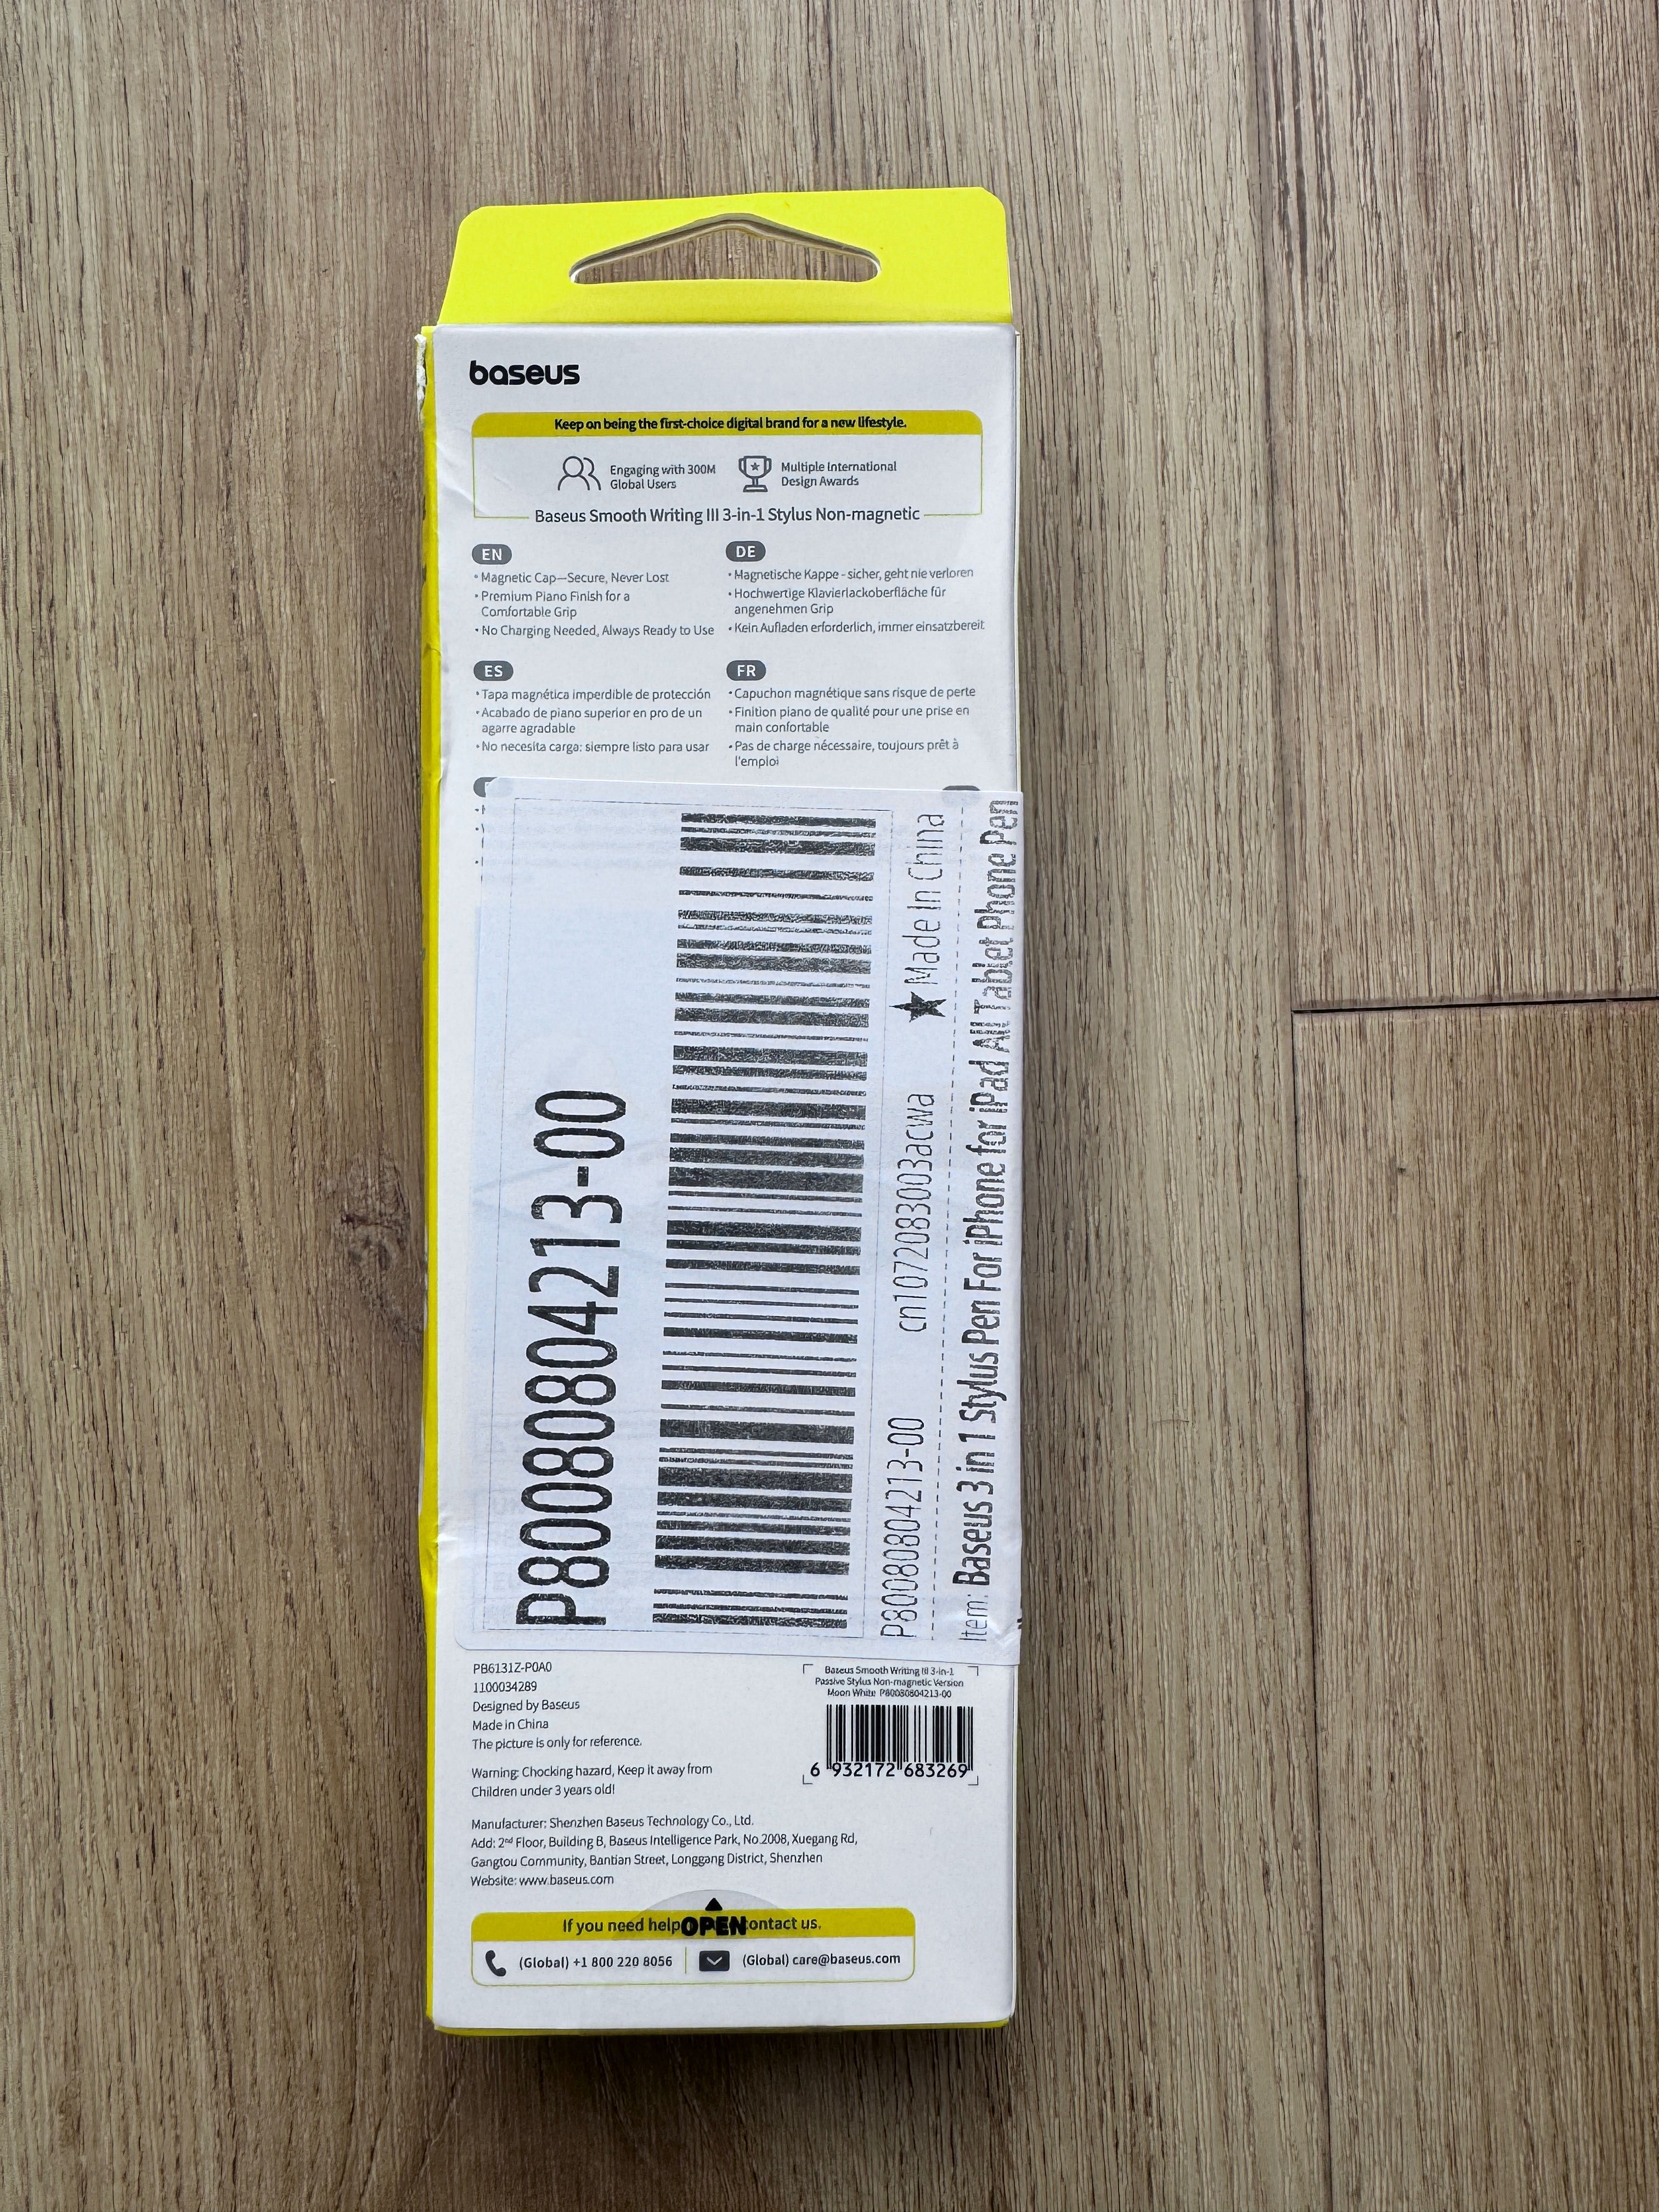 baseus
Keep on being the first-choice digital brand for a new lifestyle.
Engaging with 300M
Global Users
Multiple International
Design Awards
Baseus Smooth Writing III 3-in-1 Stylus Non-magnetic
EN
• Magnetic Cap—Secure, Never Lost
• Premium Piano Finish for a
Comfortable Grip
• No Charging Needed, Always Ready to Use
DE
• Magnetische Kappe - sicher, geht nie verloren
• Hochwertige Klavierlackoberfläche für
angenehmen Grip
• Kein Aufladen erforderlich, immer einsatzbereit
ES
• Tapa magnética imperdible de protección
• Acabado de piano superior en pro de un
agarre agradable
• No necesita carga: siempre listo para usar
FR
• Capuchon magnétique sans risque de perte
• Finition piano de qualité pour une prise en
main confortable
• Pas de charge nécessaire, toujours prêt à
l'emploi
P80080804213-00
P80080804213-00 cn1072083003acwa ★Made In China
Item: Baseus 3 in 1 Stylus Pen For iPhone for iPad All Tablet Phone Pen
PB6131Z-P0A0
1100034289
Designed by Baseus
Made in China
The picture is only for reference.
Warning: Chocking hazard, Keep it away from
Children under 3 years old!
Baseus Smooth Writing III 3-in-1
Passive Stylus Non-magnetic Version
Moon White P80080804213-00
6 932172 683269
Manufacturer: Shenzhen Baseus Technology Co., Ltd.
Add: 2nd Floor, Building B, Baseus Intelligence Park, No.2008, Xuegang Rd,
Gangtou Community, Bantian Street, Longgang District, Shenzhen
Website: www.baseus.com
If you need help contact us.
OPEN
(Global) +1 800 220 8056
(Global) care@baseus.com